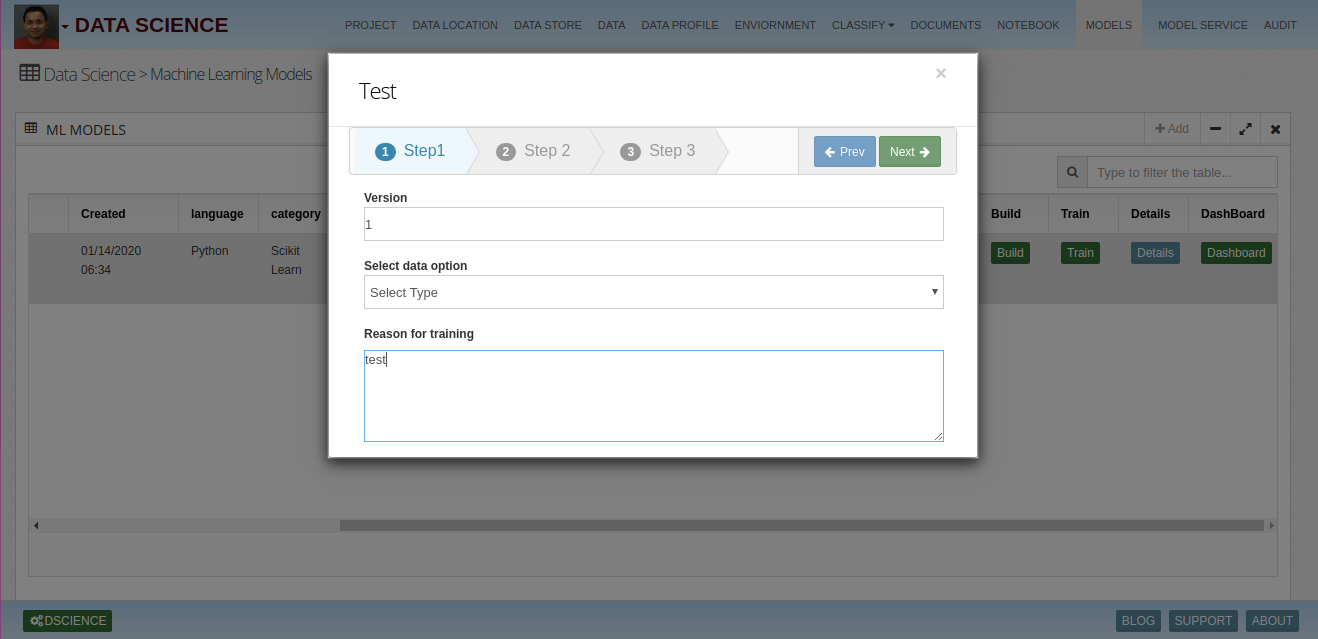 DATA SCIENCE
PROJECT DATA LOCATION DATA STORE DATA DATA PROFILE ENVIORNMENT CLASSIFY DOCUMENTS NOTEBOOK MODELS MODEL SERVICE AUDIT
Data Science > Machine Learning Models
ML MODELS
Add
Type to filter the table...
Created language category Build Train Details DashBoard
01/14/2020 Python Scikit Build Train Details Dashboard
06:34 Learn
Test
×
1 Step1 2 Step 2 3 Step 3 Prev Next
Version
1
Select data option
Select Type
Reason for training
test
DSCIENCE BLOG SUPPORT ABOUT